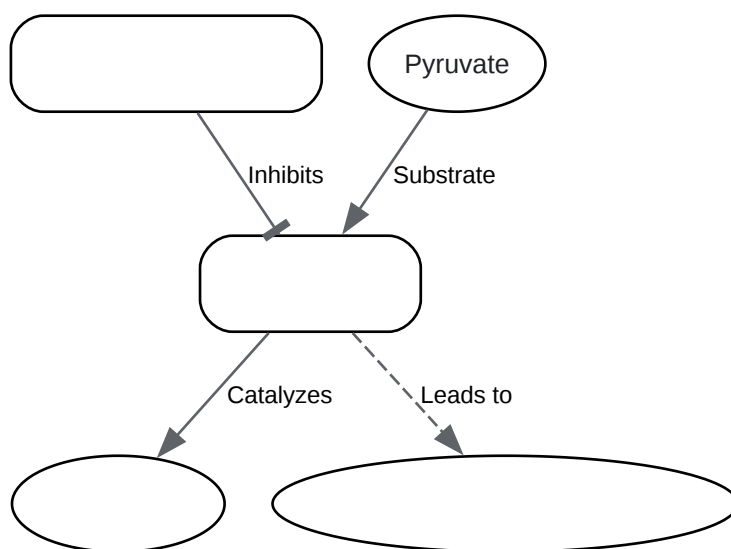 Pyruvate
Inhibits
Substrate
Catalyzes
Leads to